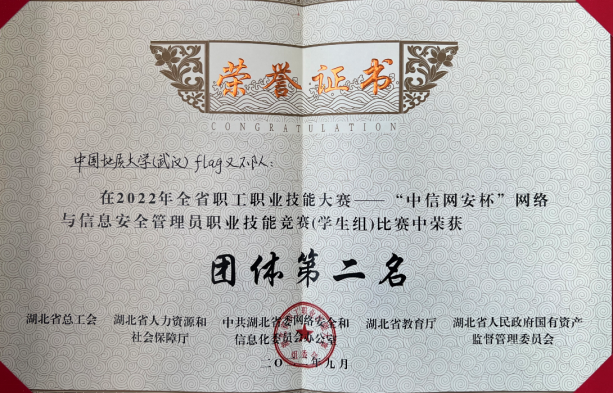 荣誉证书
CONGRATULATION
中国地质大学(武汉) flag又不队:
在2022年全省职工职业技能大赛——“中信网安杯”网络
与信息安全管理员职业技能竞赛(学生组)比赛中荣获
团体第二名
湖北省总工会 湖北省人力资源和社会保障厅 中共湖北省委网络安全和信息化委员会办公室 湖北省教育厅 湖北省人民政府国有资产监督管理委员会
组委会
二〇 年九月